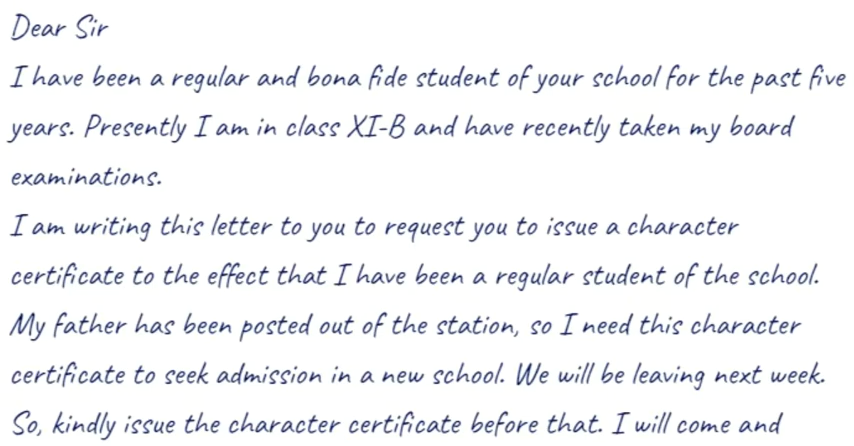 Dear Sir
I have been a regular and bona fide student of your school for the past five
years. Presently I am in class XI-B and have recently taken my board
examinations.
I am writing this letter to you to request you to issue a character
certificate to the effect that I have been a regular student of the school.
My father has been posted out of the station, so I need this character
certificate to seek admission in a new school. We will be leaving next week.
So, kindly issue the character certificate before that. I will come and